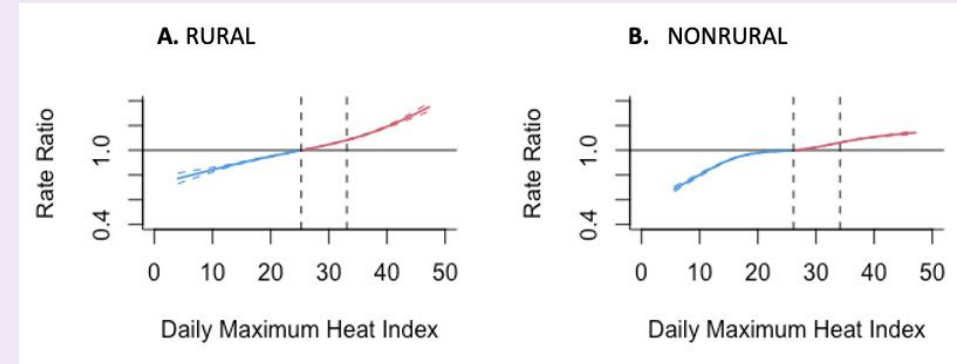 A. RURAL
Rate Ratio
1.0
0.4
0 10 20 30 40 50
Daily Maximum Heat Index
B. NONRURAL
Rate Ratio
1.0
0.4
0 10 20 30 40 50
Daily Maximum Heat Index